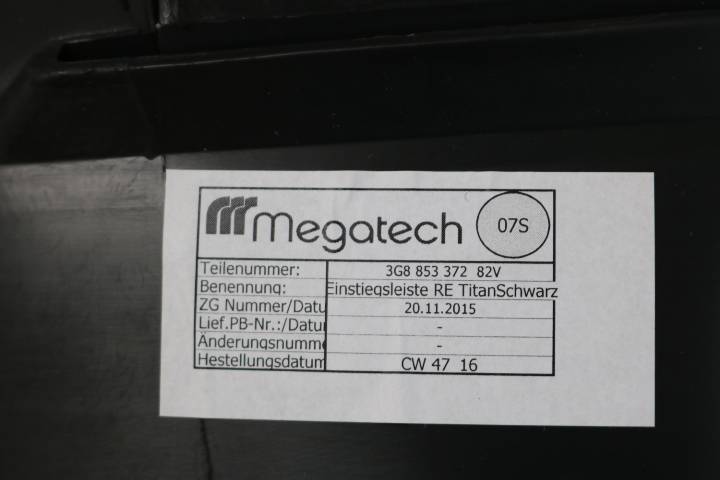 megatech 07S
Teilenummer: 3G8 853 372 82V
Benennung: Einstiegsleiste RE TitanSchwarz
ZG Nummer/Datu 20.11.2015
Lief.PB-Nr.:/Datu -
Änderungsnumme -
Hestellungsdatum CW 47 16